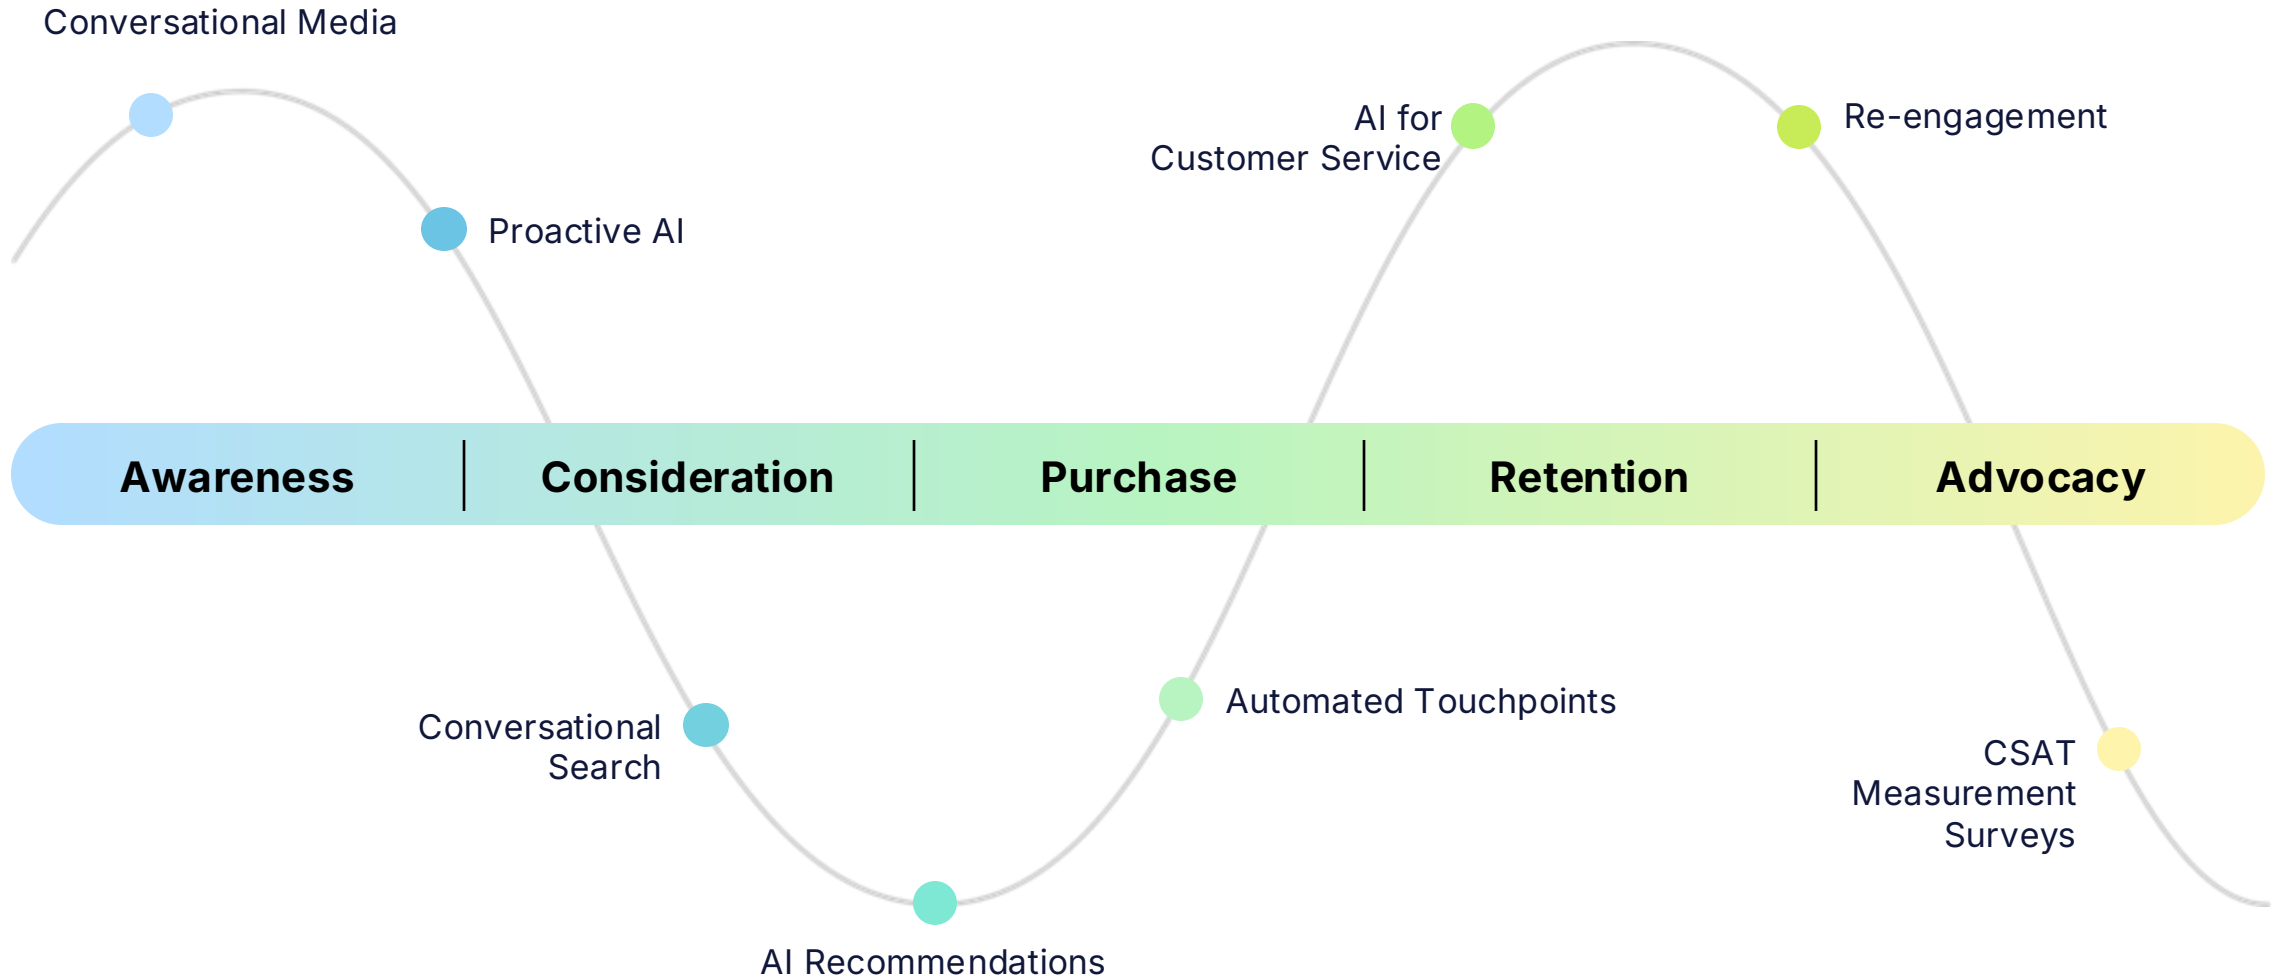 Conversational Media
Proactive AI
AI for
Customer Service
Re-engagement
Awareness
Consideration
Purchase
Retention
Advocacy
Conversational
Search
AI Recommendations
Automated Touchpoints
CSAT
Measurement
Surveys